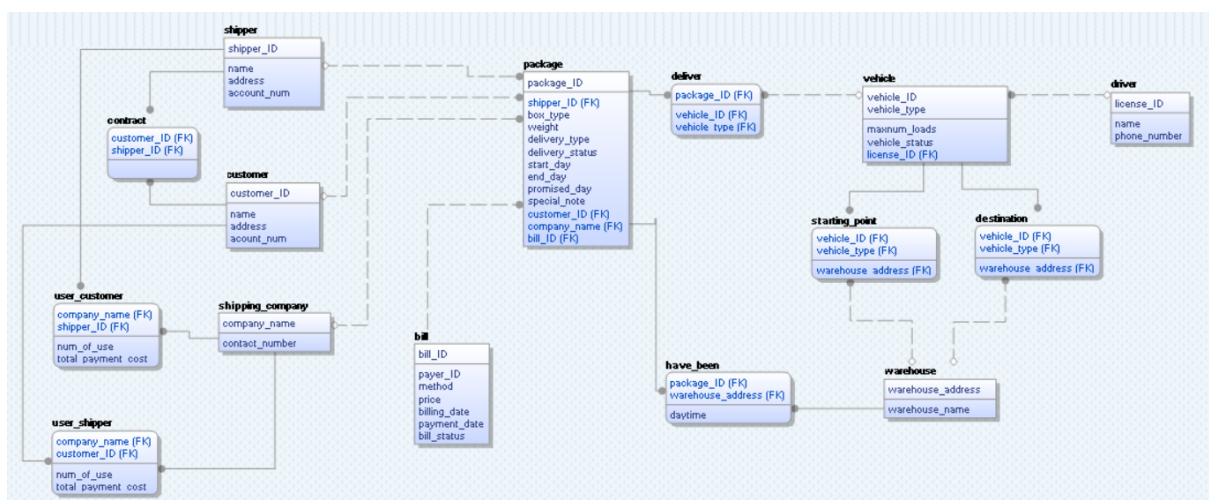 shipper
shipper_ID
name
address
account_num
contract
customer_ID (FK)
shipper_ID (FK)
customer
customer_ID
name
address
acount_num
user_customer
company_name (FK)
shipper_ID (FK)
num_of_use
total_payment_cost
shipping_company
company_name
contact_number
user_shipper
company_name (FK)
customer_ID (FK)
num_of_use
total_payment_cost
package
package_ID
shipper_ID (FK)
box_type
weight
delivery_type
delivery_status
start_day
end_day
promised_day
special_note
customer_ID (FK)
company_name (FK)
bill_ID (FK)
bill
bill_ID
payer_ID
method
price
billing_date
payment_date
bill_status
deliver
package_ID (FK)
vehicle_ID (FK)
vehicle_type (FK)
vehicle
vehicle_ID
vehicle_type
maxnum_loads
vehicle_status
license_ID (FK)
driver
license_ID
name
phone_number
starting_point
vehicle_ID (FK)
vehicle_type (FK)
warehouse_address (FK)
destination
vehicle_ID (FK)
vehicle_type (FK)
warehouse_address (FK)
have_been
package_ID (FK)
warehouse_address (FK)
daytime
warehouse
warehouse_address
warehouse_name